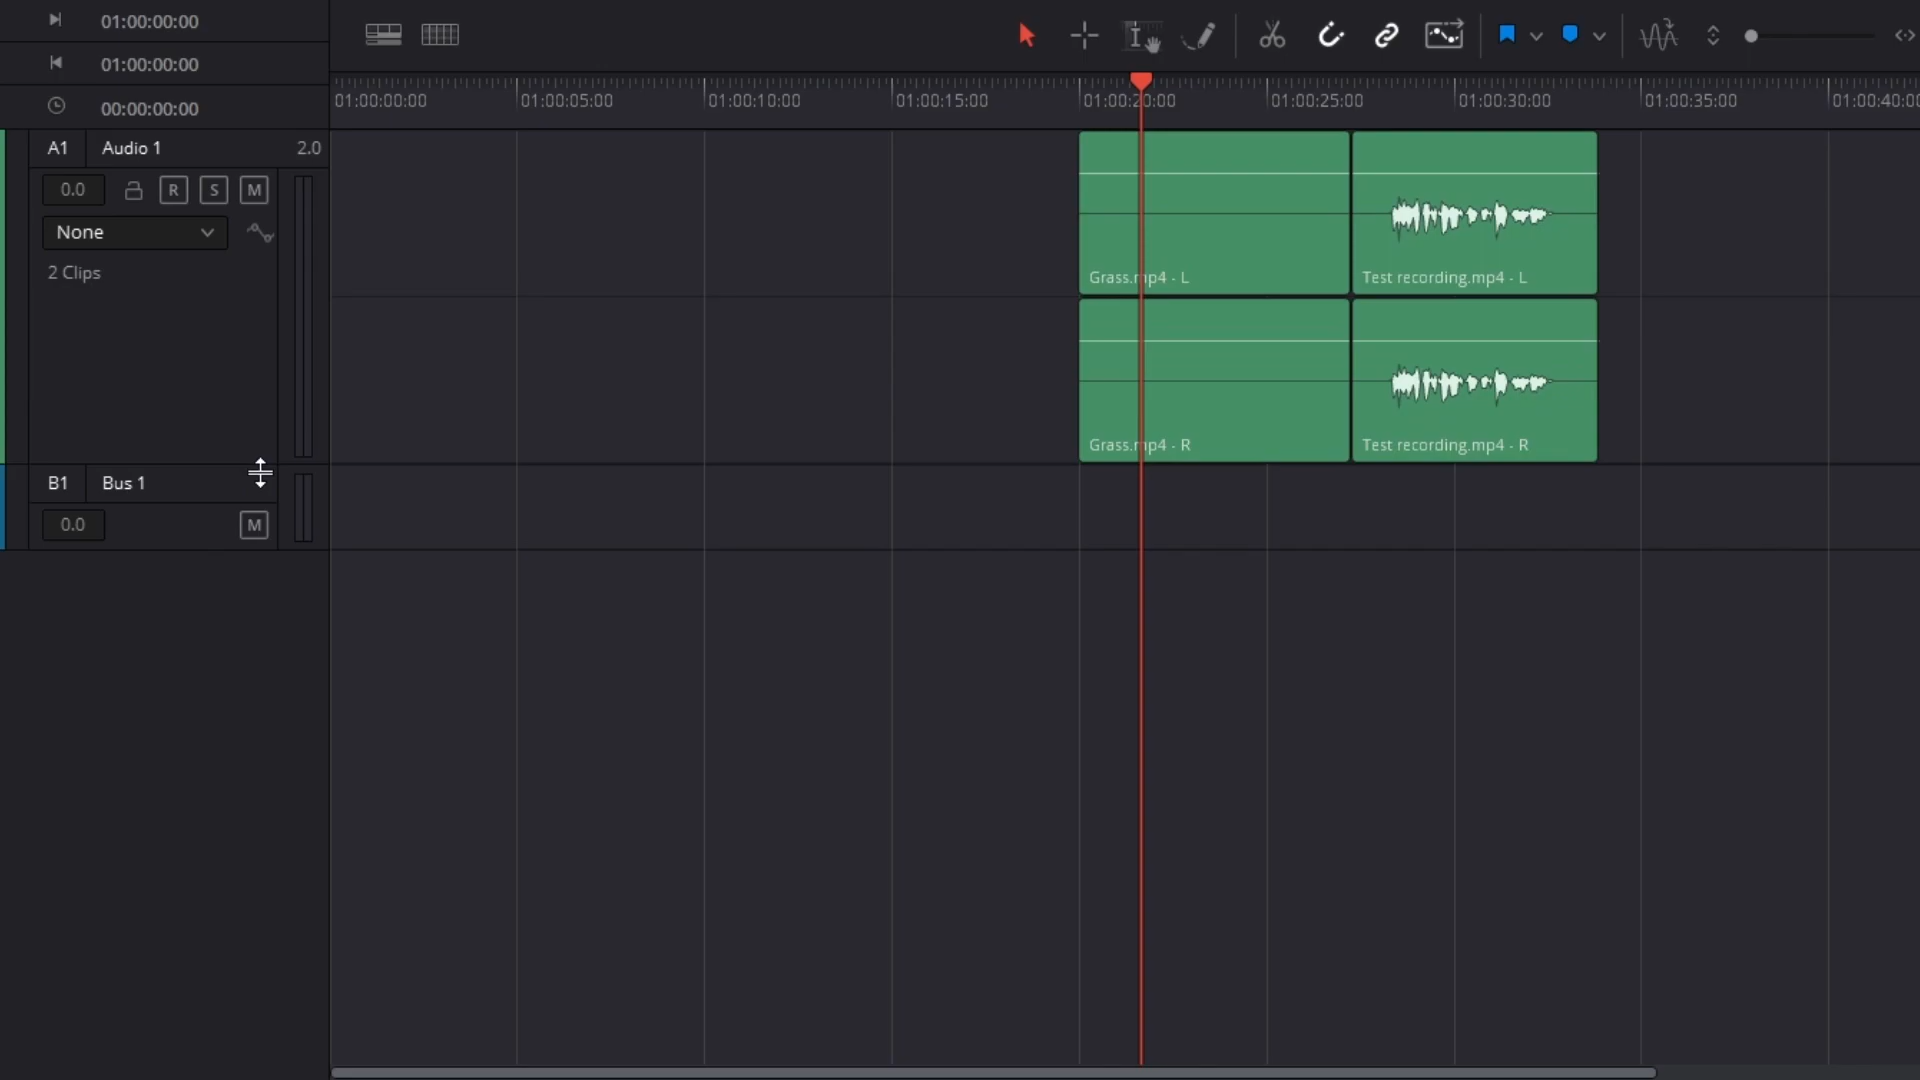 01:00:00:00
01:00:00:00
00:00:00:00
01:00:00:00 01:00:05:00 01:00:10:00 01:00:15:00 01:00:20:00 01:00:25:00 01:00:30:00 01:00:35:00 01:00:40:00
A1 Audio 1 2.0
0.0 R S M
None
2 Clips
Grass.mp4 - L Test recording.mp4 - L
Grass.mp4 - R Test recording.mp4 - R
B1 Bus 1
0.0 M